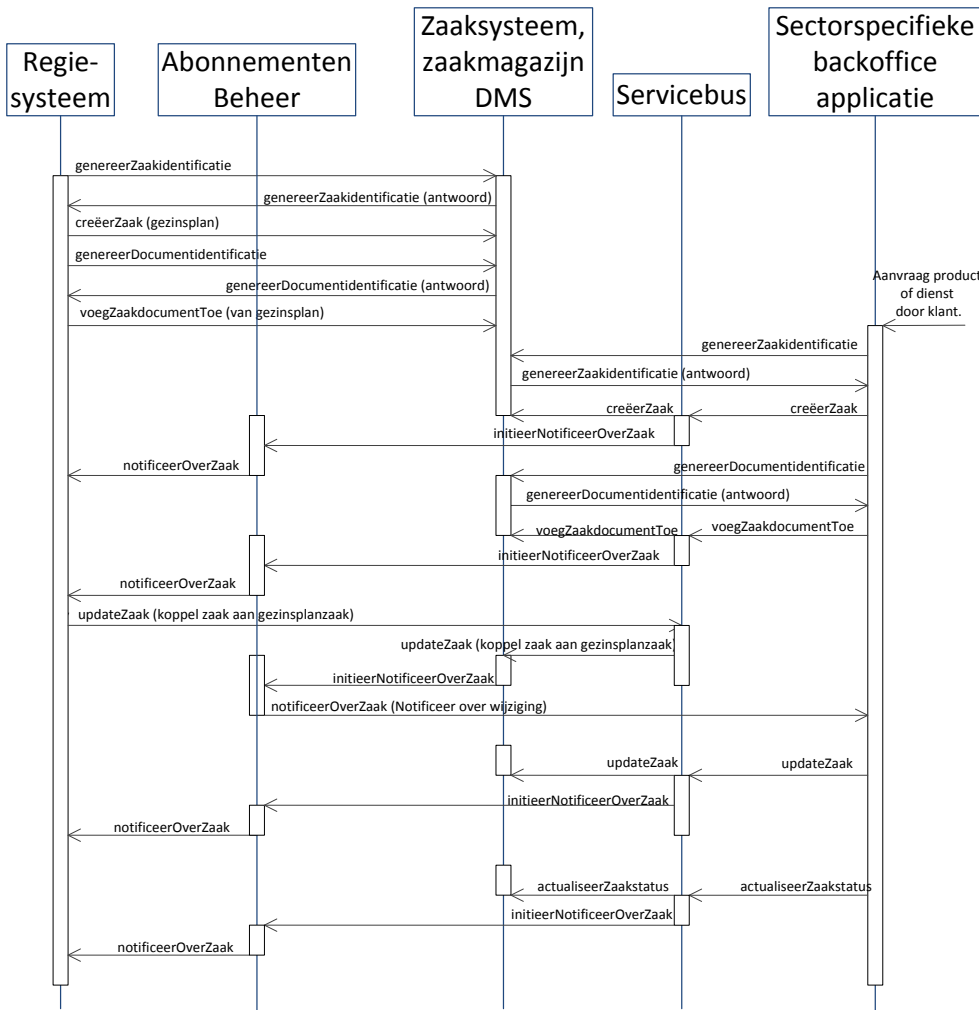 Regie-
systeem
Abonnementen
Beheer
Zaaksysteem,
zaakmagazijn
DMS
Servicebus
Sectorspecifieke
backoffice
applicatie
genereerZaakidentificatie
genereerZaakidentificatie (antwoord)
creëerZaak (gezinsplan)
genereerDocumentidentificatie
genereerDocumentidentificatie (antwoord)
Aanvraag product
of dienst
door klant.
voegZaakdocumentToe (van gezinsplan)
genereerZaakidentificatie
genereerZaakidentificatie (antwoord)
creëerZaak
creëerZaak
initieerNotificeerOverZaak
notificeerOverZaak
genereerDocumentidentificatie
genereerDocumentidentificatie (antwoord)
voegZaakdocumentToe
voegZaakdocumentToe
initieerNotificeerOverZaak
notificeerOverZaak
updateZaak (koppel zaak aan gezinsplanzaak)
updateZaak (koppel zaak aan gezinsplanzaak)
initieerNotificeerOverZaak
notificeerOverZaak (Notificeer over wijziging)
updateZaak
updateZaak
initieerNotificeerOverZaak
notificeerOverZaak
actualiseerZaakstatus
actualiseerZaakstatus
initieerNotificeerOverZaak
notificeerOverZaak